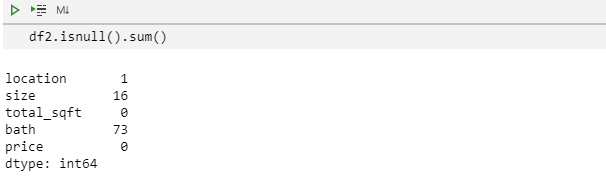 M↓
df2.isnull().sum()
location 1
size 16
total_sqft 0
bath 73
price 0
dtype: int64